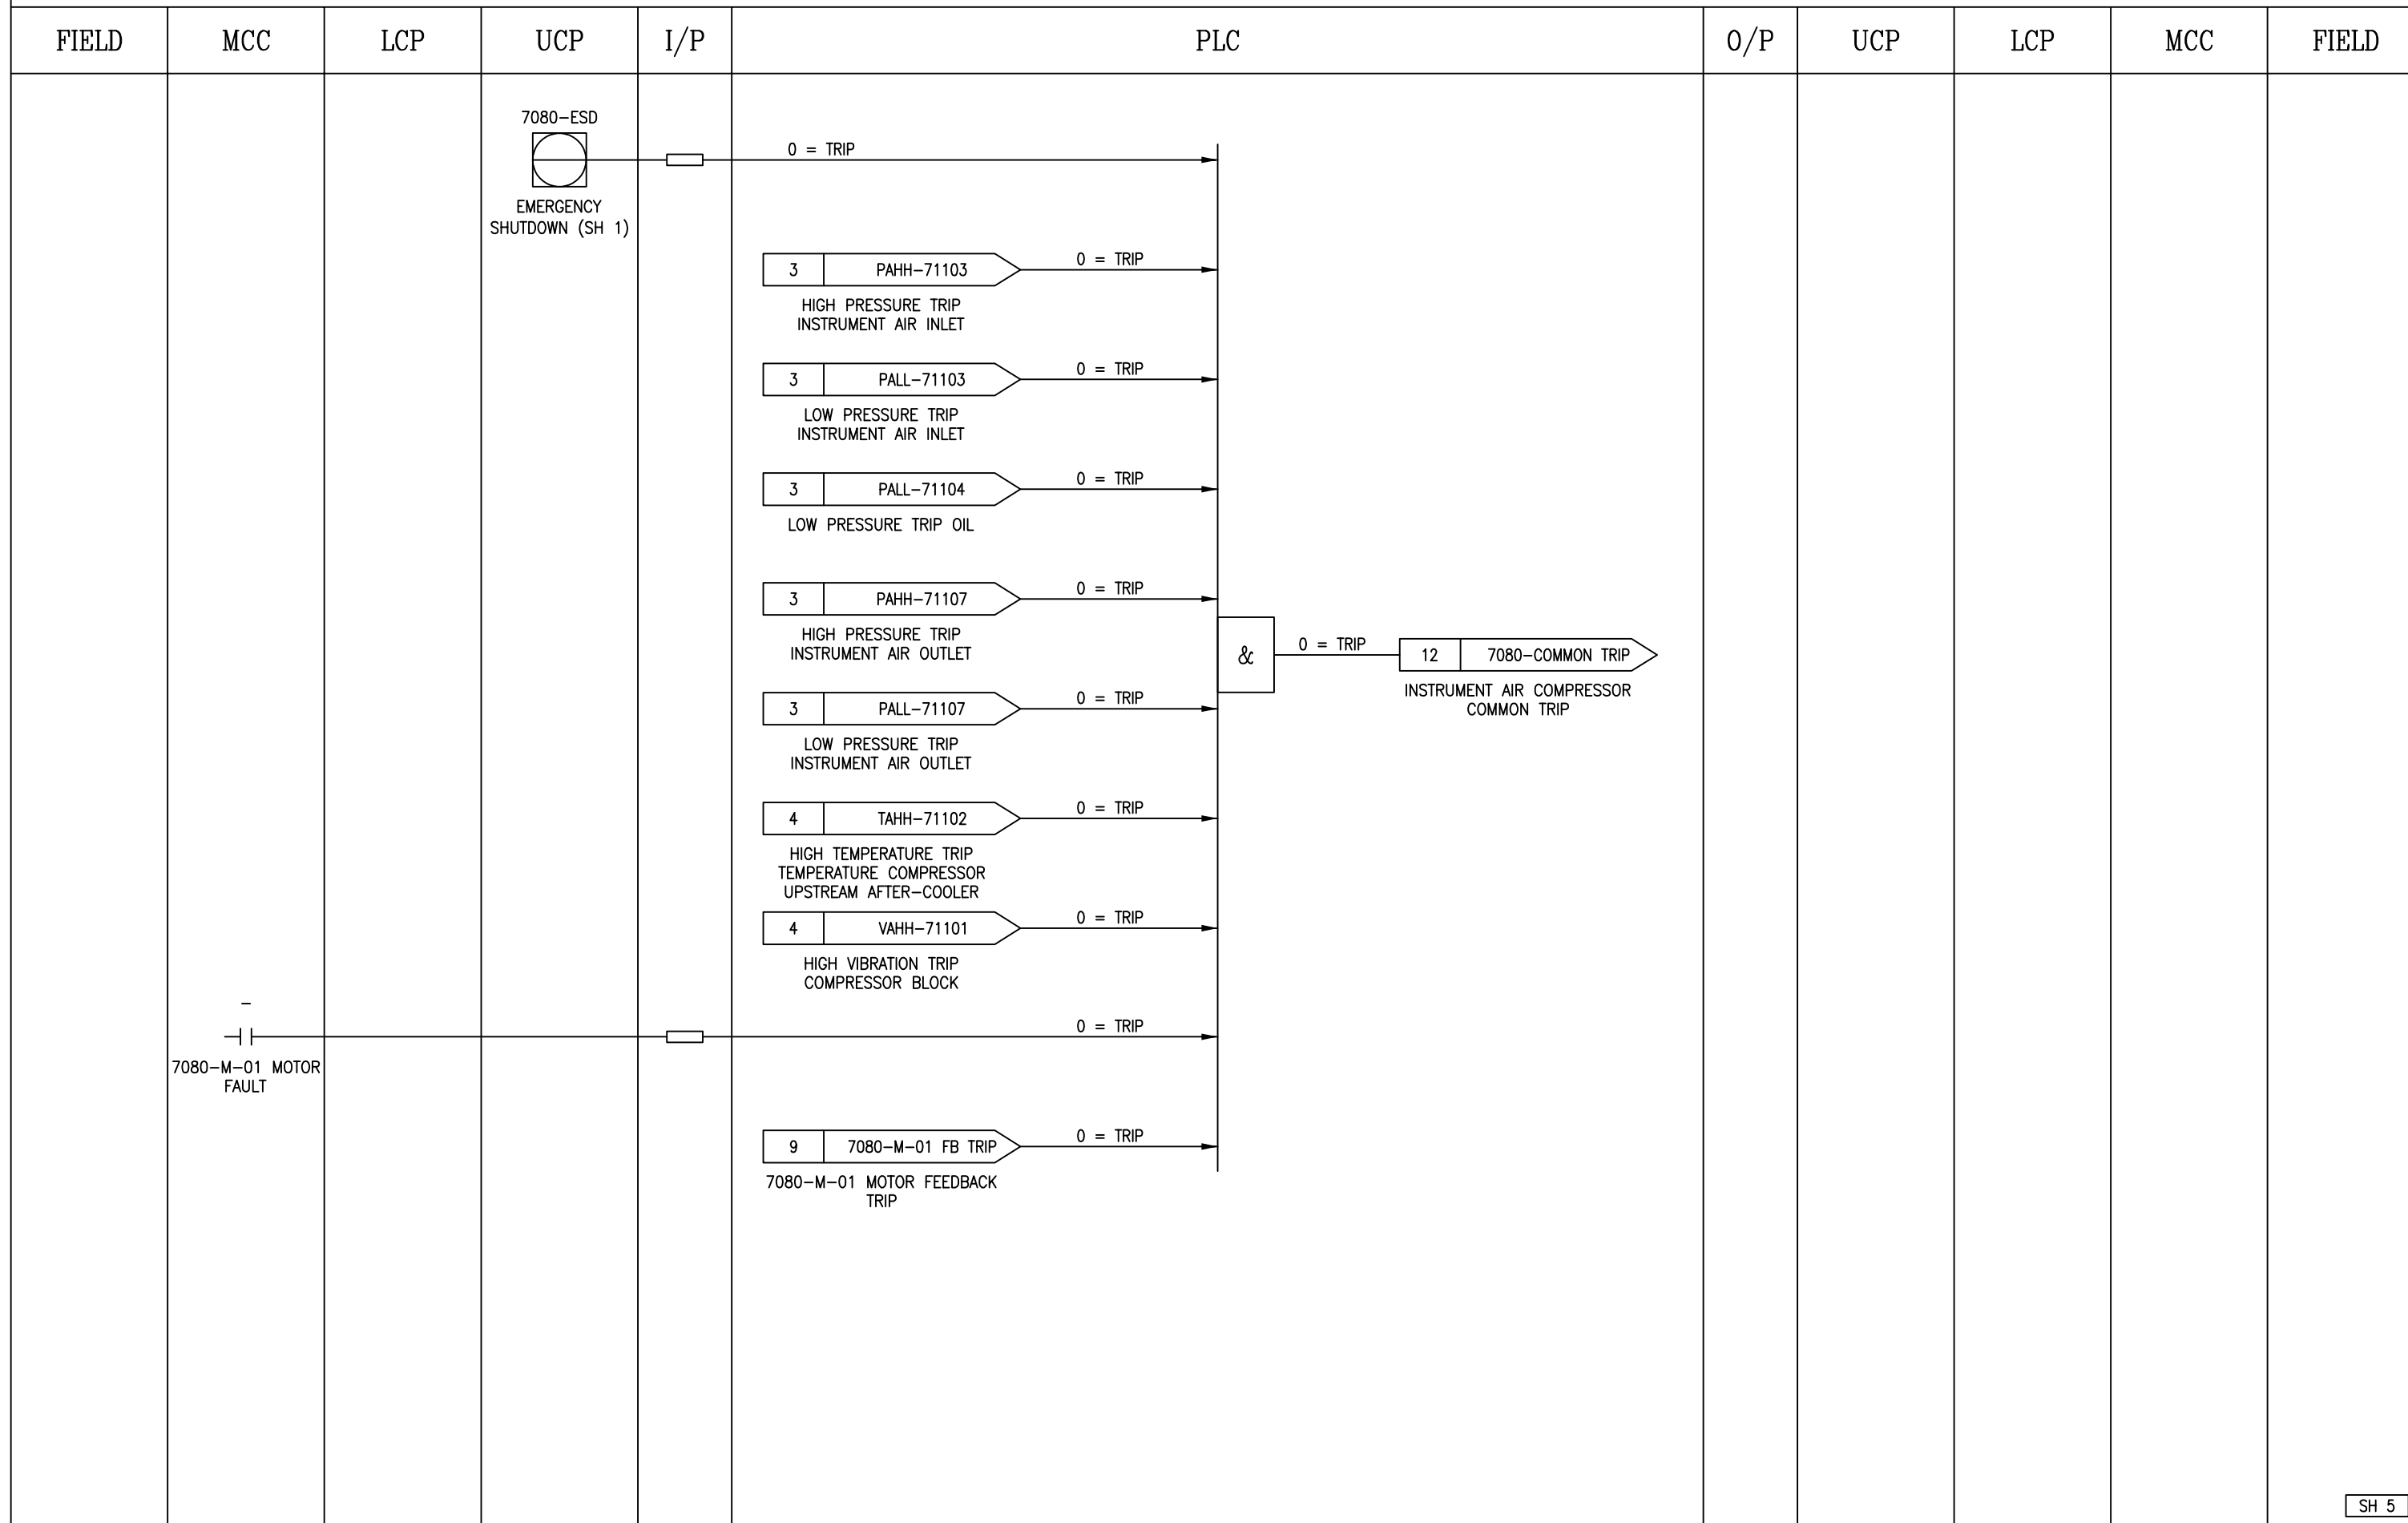 FIELD
MCC
LCP
UCP
I/P
PLC
O/P
UCP
LCP
MCC
FIELD
7080-ESD
0 = TRIP
EMERGENCY
SHUTDOWN (SH 1)
3
PAHH-71103
0 = TRIP
HIGH PRESSURE TRIP
INSTRUMENT AIR INLET
3
PALL-71103
0 = TRIP
LOW PRESSURE TRIP
INSTRUMENT AIR INLET
3
PALL-71104
0 = TRIP
LOW PRESSURE TRIP OIL
3
PAHH-71107
0 = TRIP
HIGH PRESSURE TRIP
INSTRUMENT AIR OUTLET
&
0 = TRIP
12
7080-COMMON TRIP
INSTRUMENT AIR COMPRESSOR
COMMON TRIP
3
PALL-71107
0 = TRIP
LOW PRESSURE TRIP
INSTRUMENT AIR OUTLET
4
TAHH-71102
0 = TRIP
HIGH TEMPERATURE TRIP
TEMPERATURE COMPRESSOR
UPSTREAM AFTER-COOLER
4
VAHH-71101
0 = TRIP
HIGH VIBRATION TRIP
COMPRESSOR BLOCK
-
0 = TRIP
7080-M-01 MOTOR
FAULT
9
7080-M-01 FB TRIP
0 = TRIP
7080-M-01 MOTOR FEEDBACK
TRIP
SH 5